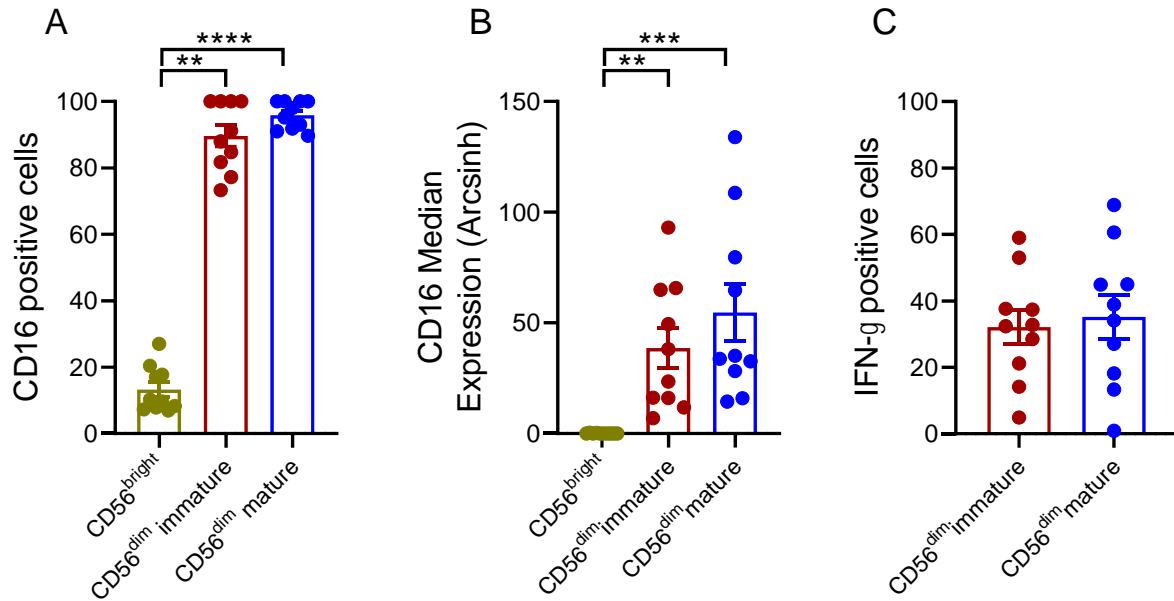 A
B
C
****
**
***
**
CD16 positive cells
100
80
60
40
20
0
CD56bright
CD56dim immature
CD56dim mature
CD16 Median
Expression (Arcsinh)
150
100
50
0
CD56bright
CD56dim immature
CD56dim mature
IFN-g positive cells
100
80
60
40
20
0
CD56dim immature
CD56dim mature